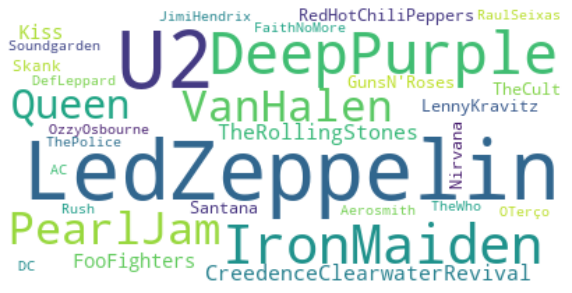 JimiHendrix
RedHotChiliPeppers
RaulSeixas
Kiss
FaithNoMore
Soundgarden
U2
DeepPurple
Skank
DefLeppard
GunsN'Roses
TheCult
Queen
VanHalen
LennyKravitz
OzzyOsbourne
TheRollingStones
ThePolice
Nirvana
AC
LedZeppelin
Rush
Santana
Aerosmith
TheWho
OTerço
PearlJam
IronMaiden
DC
FooFighters
CreedenceClearwaterRevival